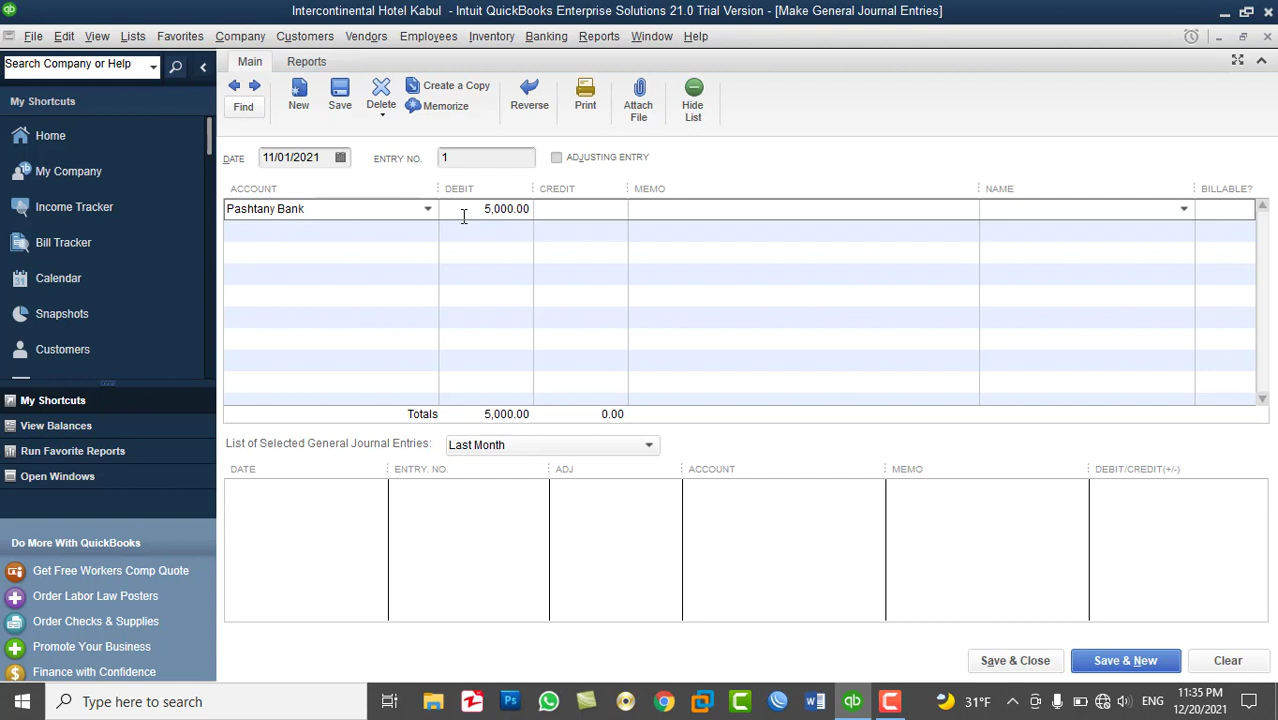 Intercontinental Hotel Kabul - Intuit QuickBooks Enterprise Solutions 21.0 Trial Version - [Make General Journal Entries]
File Edit View Lists Favorites Company Customers Vendors Employees Inventory Banking Reports Window Help
Search Company or Help
Main Reports
My Shortcuts
Home
My Company
Income Tracker
Bill Tracker
Calendar
Snapshots
Customers
My Shortcuts
View Balances
Run Favorite Reports
Open Windows
Do More With QuickBooks
Get Free Workers Comp Quote
Order Labor Law Posters
Order Checks & Supplies
Promote Your Business
Finance with Confidence
Find
New
Save
Delete
Create a Copy
Memorize
Reverse
Print
Attach
File
Hide
List
DATE 11/01/2021 ENTRY NO. 1 ADJUSTING ENTRY
ACCOUNT DEBIT CREDIT MEMO NAME BILLABLE?
Pashtany Bank 5,000.00
Totals 5,000.00 0.00
List of Selected General Journal Entries: Last Month
DATE ENTRY. NO. ADJ ACCOUNT MEMO DEBIT/CREDIT(+/-)
Save & Close Save & New Clear
Type here to search
31°F
ENG
11:35 PM
12/20/2021